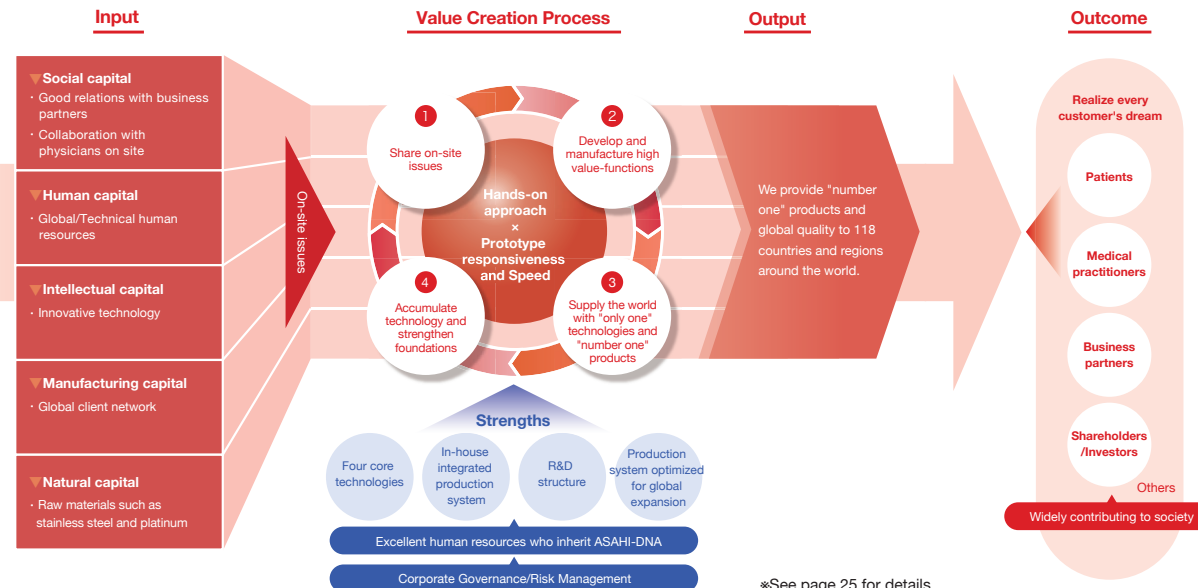 Input
Value Creation Process
Output
Outcome
▼Social capital
・Good relations with business
partners
・Collaboration with
physicians on site
▼Human capital
・Global/Technical human
resources
▼Intellectual capital
・Innovative technology
▼Manufacturing capital
・Global client network
▼Natural capital
・Raw materials such as
stainless steel and platinum
On-site issues
1
Share on-site
issues
2
Develop and
manufacture high
value-functions
Hands-on
approach
×
Prototype
responsiveness
and Speed
4
Accumulate
technology and
strengthen
foundations
3
Supply the world
with "only one"
technologies and
"number one"
products
Strengths
Four core
technologies
In-house
integrated
production
system
R&D
structure
Production
system optimized
for global
expansion
Excellent human resources who inherit ASAHI-DNA
Corporate Governance/Risk Management
We provide "number
one" products and
global quality to 118
countries and regions
around the world.
Realize every
customer's dream
Patients
Medical
practitioners
Business
partners
Shareholders
/Investors
Others
Widely contributing to society
※See page 25 for details